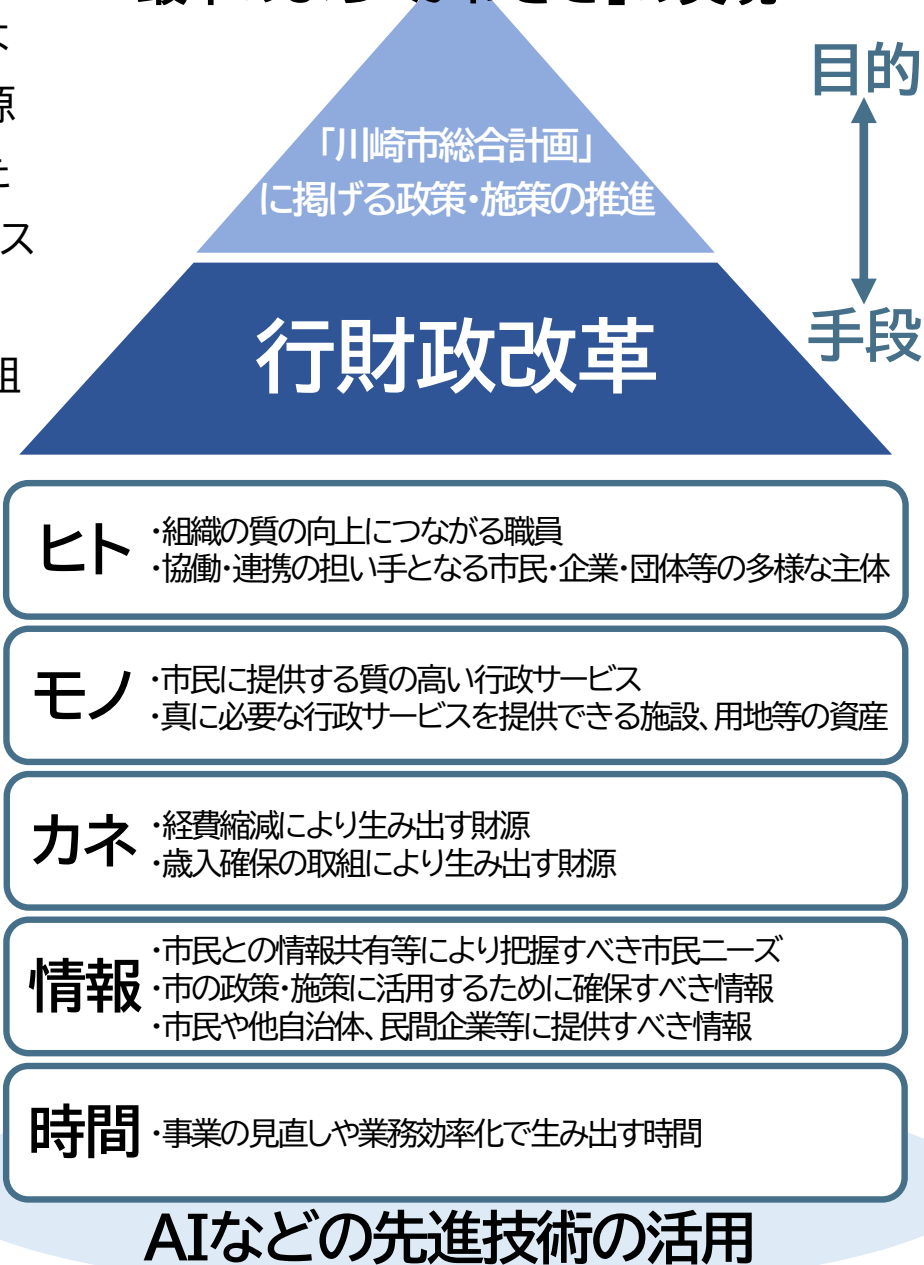 目的
「川崎市総合計画」
に掲げる政策・施策の推進
ス
行財政改革
手段
組
ヒト
・組織の質の向上につながる職員
・協働・連携の担い手となる市民・企業・団体等の多様な主体
モノ
・市民に提供する質の高い行政サービス
・真に必要な行政サービスを提供できる施設、用地等の資産
カネ
・経費縮減により生み出す財源
・歳入確保の取組により生み出す財源
情報
・市民との情報共有等により把握すべき市民ニーズ
・市の政策・施策に活用するために確保すべき情報
・市民や他自治体、民間企業等に提供すべき情報
時間
・事業の見直しや業務効率化で生み出す時間
AIなどの先進技術の活用